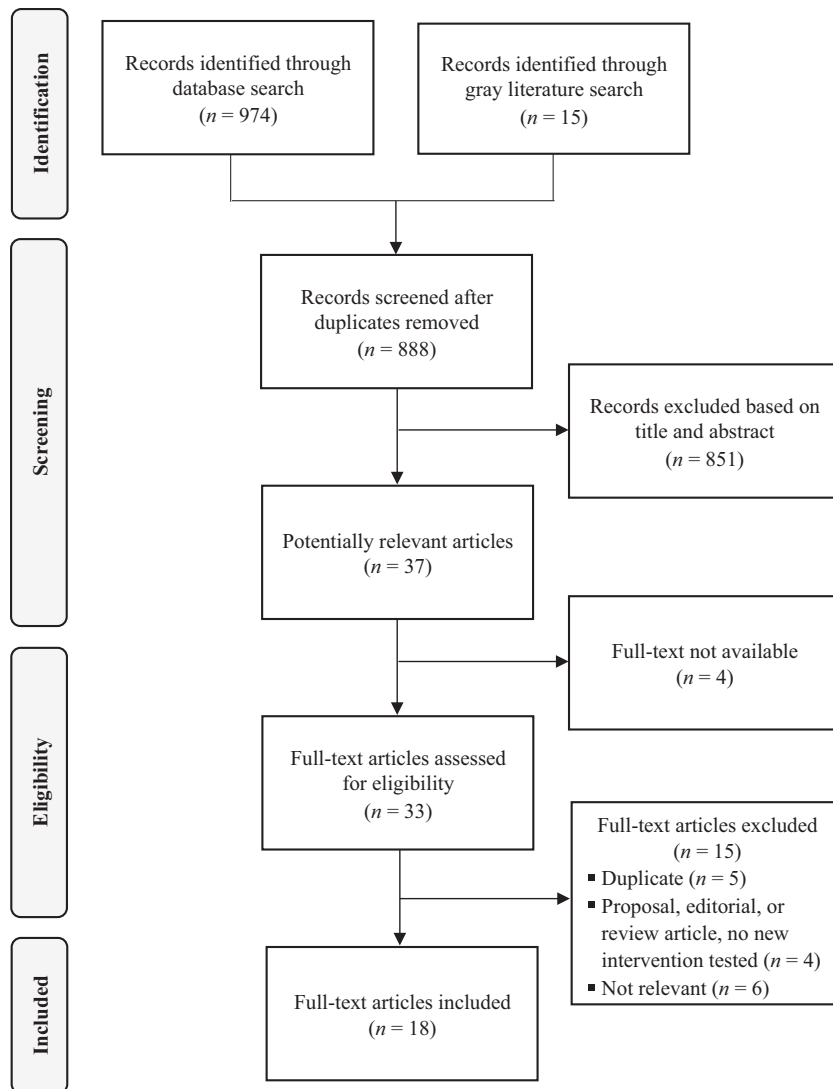 Identification
Records identified through
database search
(n = 974)
Records identified through
gray literature search
(n = 15)
Screening
Records screened after
duplicates removed
(n = 888)
Records excluded based on
title and abstract
(n = 851)
Potentially relevant articles
(n = 37)
Eligibility
Full-text not available
(n = 4)
Full-text articles assessed
for eligibility
(n = 33)
Full-text articles excluded
(n = 15)
▪ Duplicate (n = 5)
▪ Proposal, editorial, or
review article, no new
intervention tested (n = 4)
▪ Not relevant (n = 6)
Included
Full-text articles included
(n = 18)